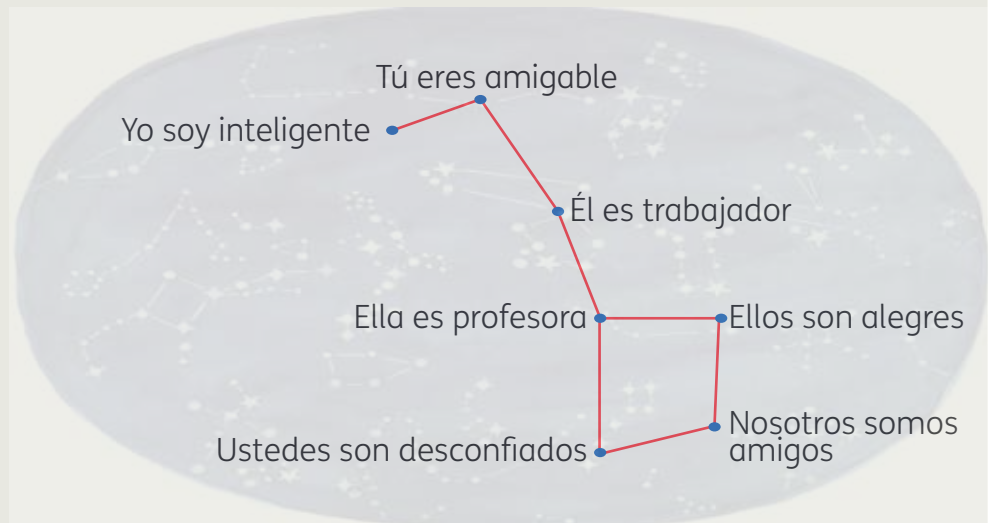 Tú eres amigable
Yo soy inteligente
Él es trabajador
Ella es profesora
Ellos son alegres
Nosotros somos
amigos
Ustedes son desconfiados